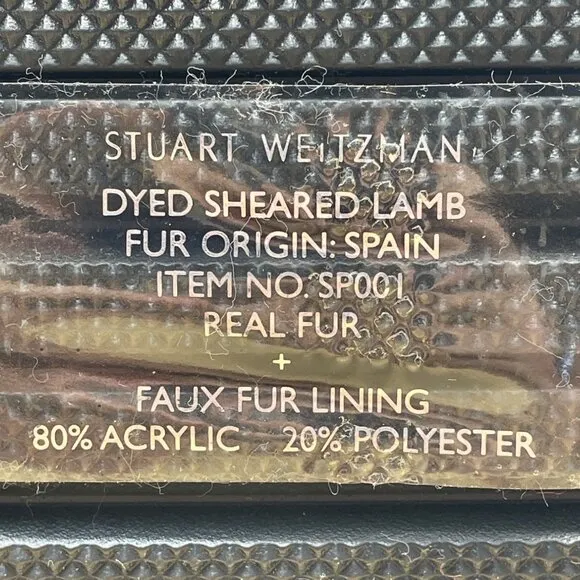 STUART WEITZMAN
DYED SHEARED LAMB
FUR ORIGIN: SPAIN
ITEM NO. SP001
REAL FUR
+
FAUX FUR LINING
80% ACRYLIC 20% POLYESTER